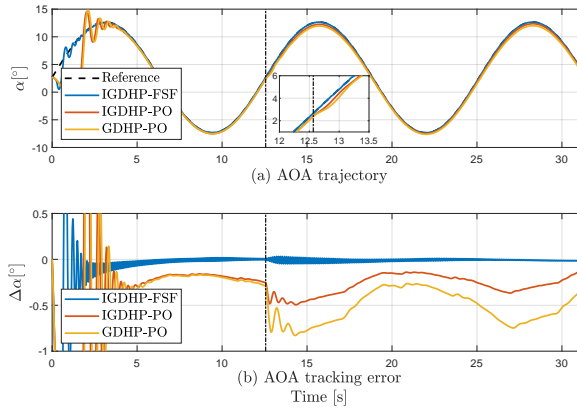 15
10
5
0
-5
-10
α[°]
Reference
IGDHP-FSF
IGDHP-PO
GDHP-PO
6
4
2
12 12.5 13 13.5
0 5 10 15 20 25 30
(a) AOA trajectory
0.5
0
-0.5
-1
Δα[°]
IGDHP-FSF
IGDHP-PO
GDHP-PO
0 5 10 15 20 25 30
(b) AOA tracking error
Time [s]